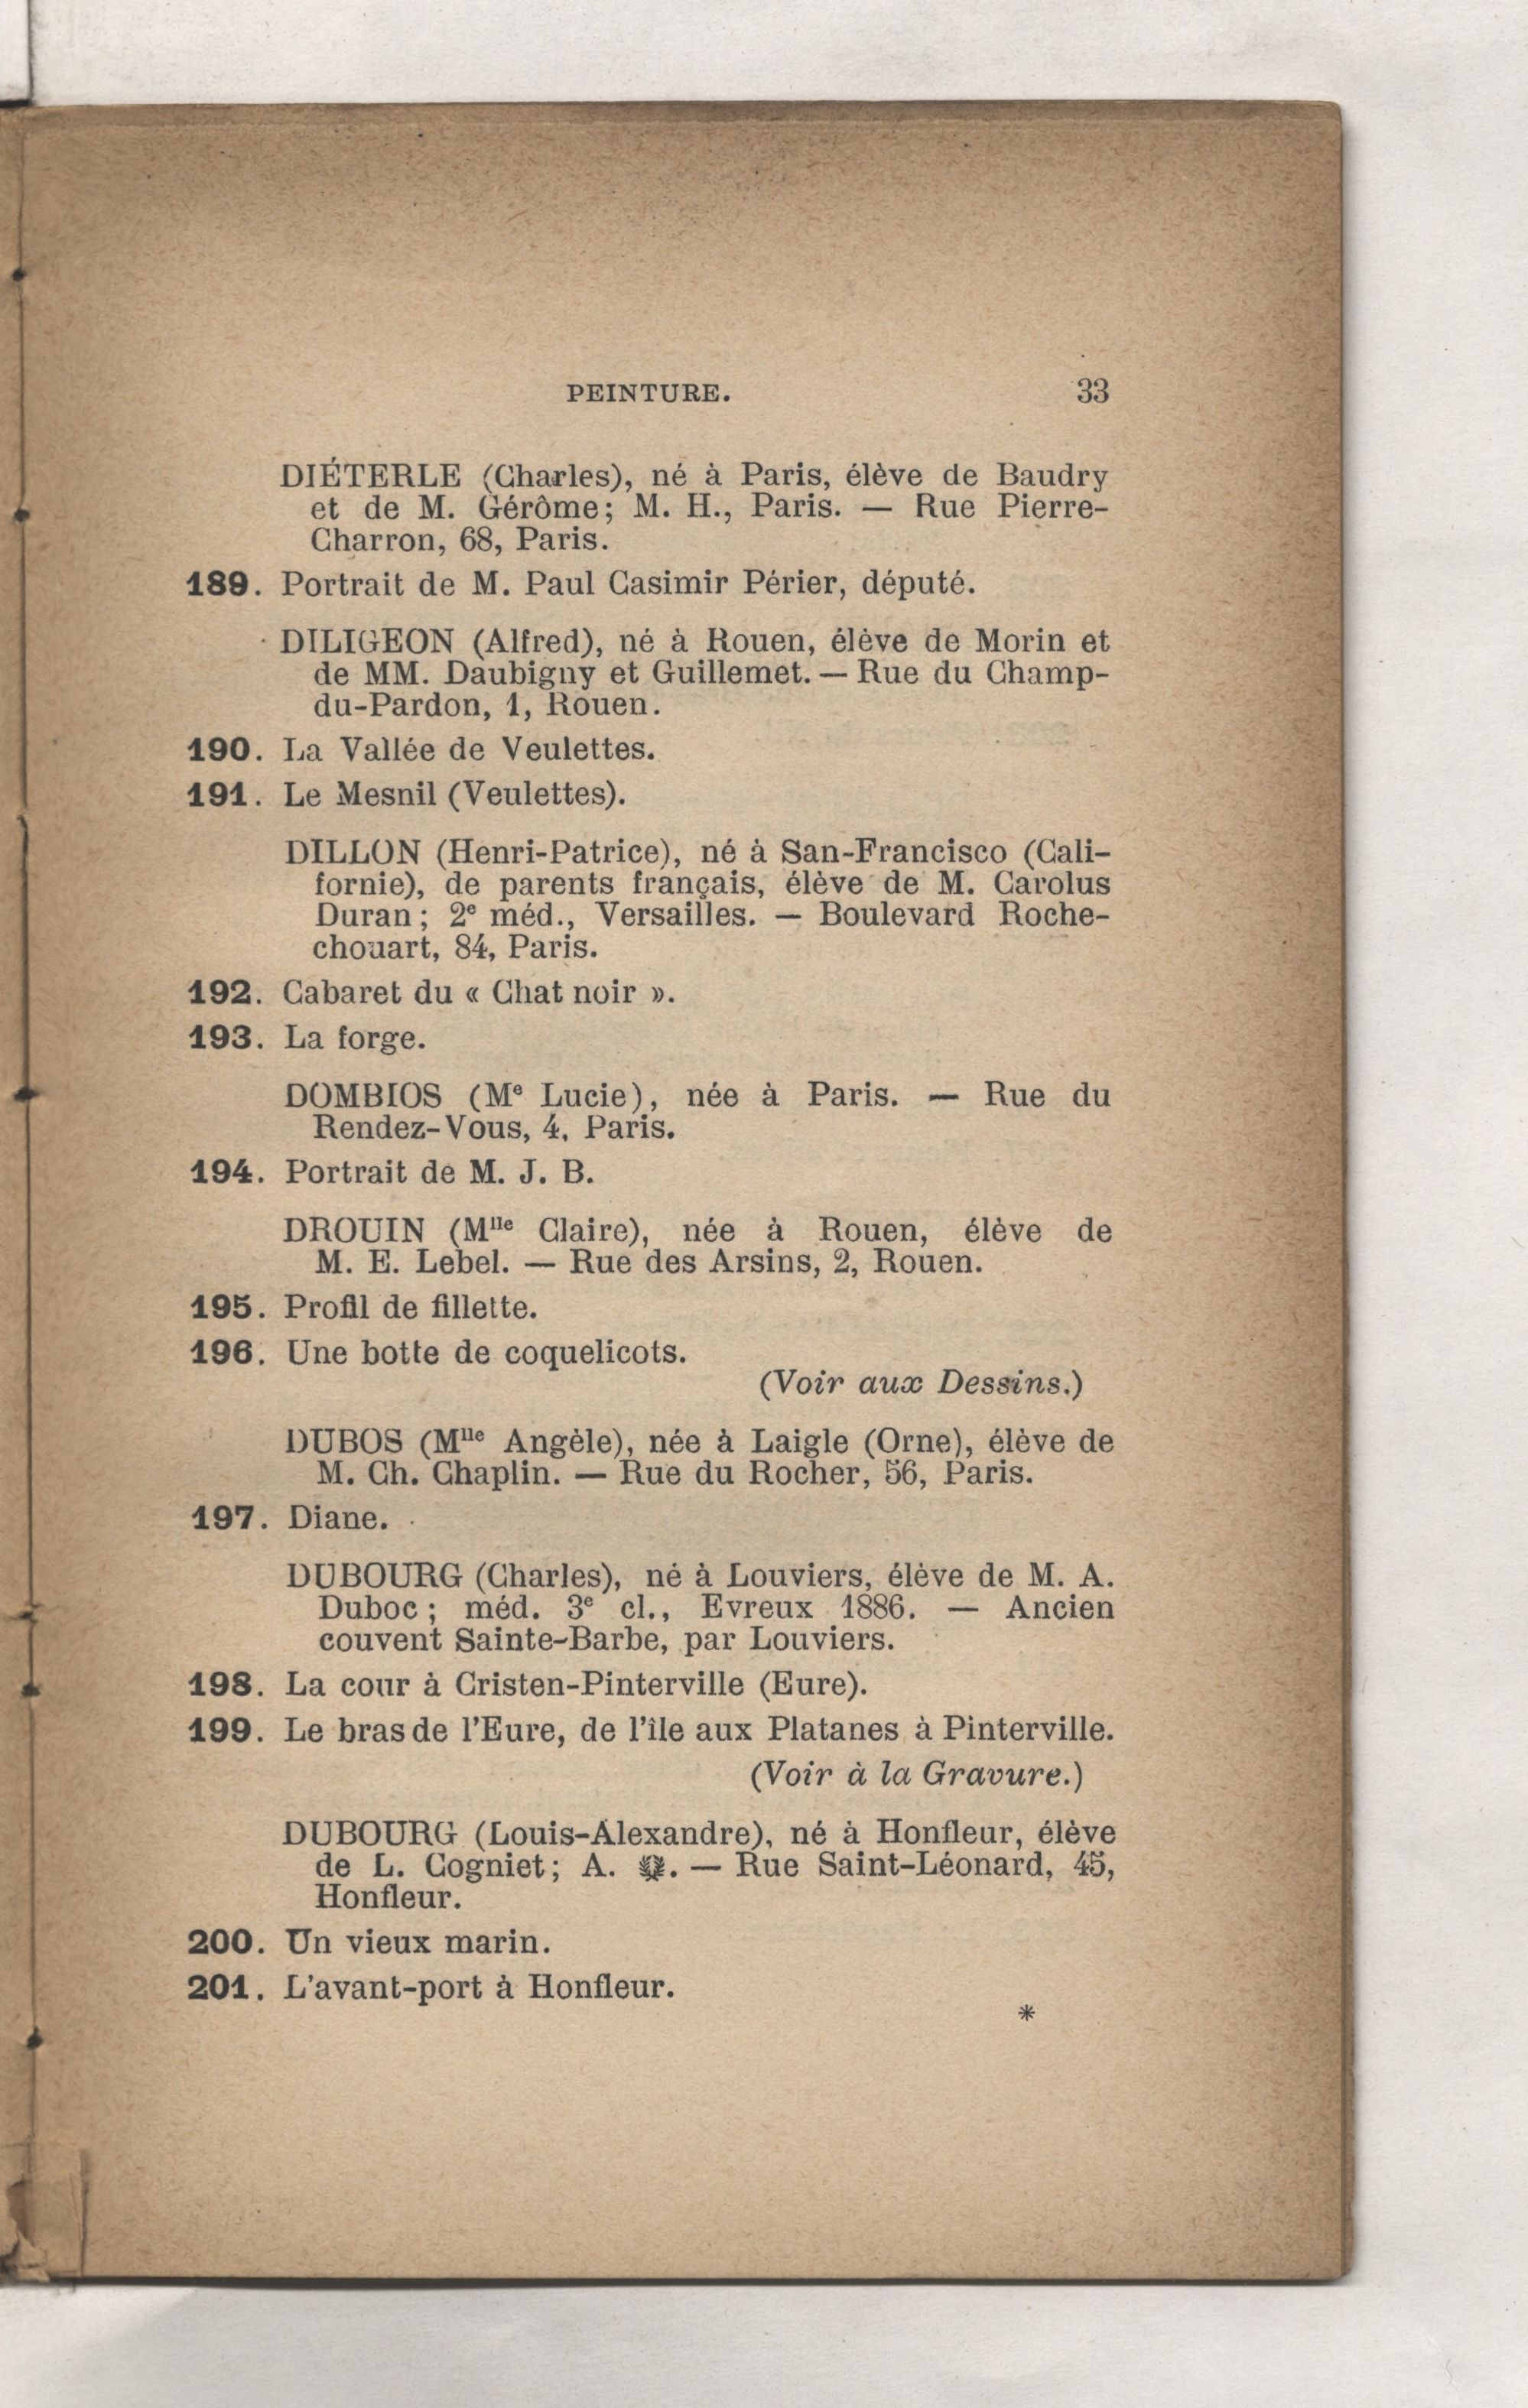 PEINTURE. 33
DIÉTERLE (Charles), né à Paris, élève de Baudry
et de M. Gérôme; M. H., Paris. — Rue Pierre-
Charron, 68, Paris.
189. Portrait de M. Paul Casimir Périer, député.
DILIGEON (Alfred), né à Rouen, élève de Morin et
de MM. Daubigny et Guillemet. — Rue du Champ-
du-Pardon, 1, Rouen.
190. La Vallée de Veulettes.
191. Le Mesnil (Veulettes).
DILLON (Henri-Patrice), né à San-Francisco (Cali-
fornie), de parents français, élève de M. Carolus
Duran; 2e méd., Versailles. — Boulevard Roche-
chouart, 84, Paris.
192. Cabaret du « Chat noir ».
193. La forge.
DOMBIOS (Me Lucie), née à Paris. — Rue du
Rendez-Vous, 4, Paris.
194. Portrait de M. J. B.
DROUIN (Mlle Claire), née à Rouen, élève de
M. E. Lebel. — Rue des Arsins, 2, Rouen.
195. Profil de fillette.
196. Une botte de coquelicots.
(Voir aux Dessins.)
DUBOS (Mlle Angèle), née à Laigle (Orne), élève de
M. Ch. Chaplin. — Rue du Rocher, 56, Paris.
197. Diane.
DUBOURG (Charles), né à Louviers, élève de M. A.
Duboc; méd. 3e cl., Evreux 1886. — Ancien
couvent Sainte-Barbe, par Louviers.
198. La cour à Cristen-Pinterville (Eure).
199. Le bras de l'Eure, de l'île aux Platanes à Pinterville.
(Voir à la Gravure.)
DUBOURG (Louis-Alexandre), né à Honfleur, élève
de L. Cogniet; A. . — Rue Saint-Léonard, 45,
Honfleur.
200. Un vieux marin.
201. L'avant-port à Honfleur.
*